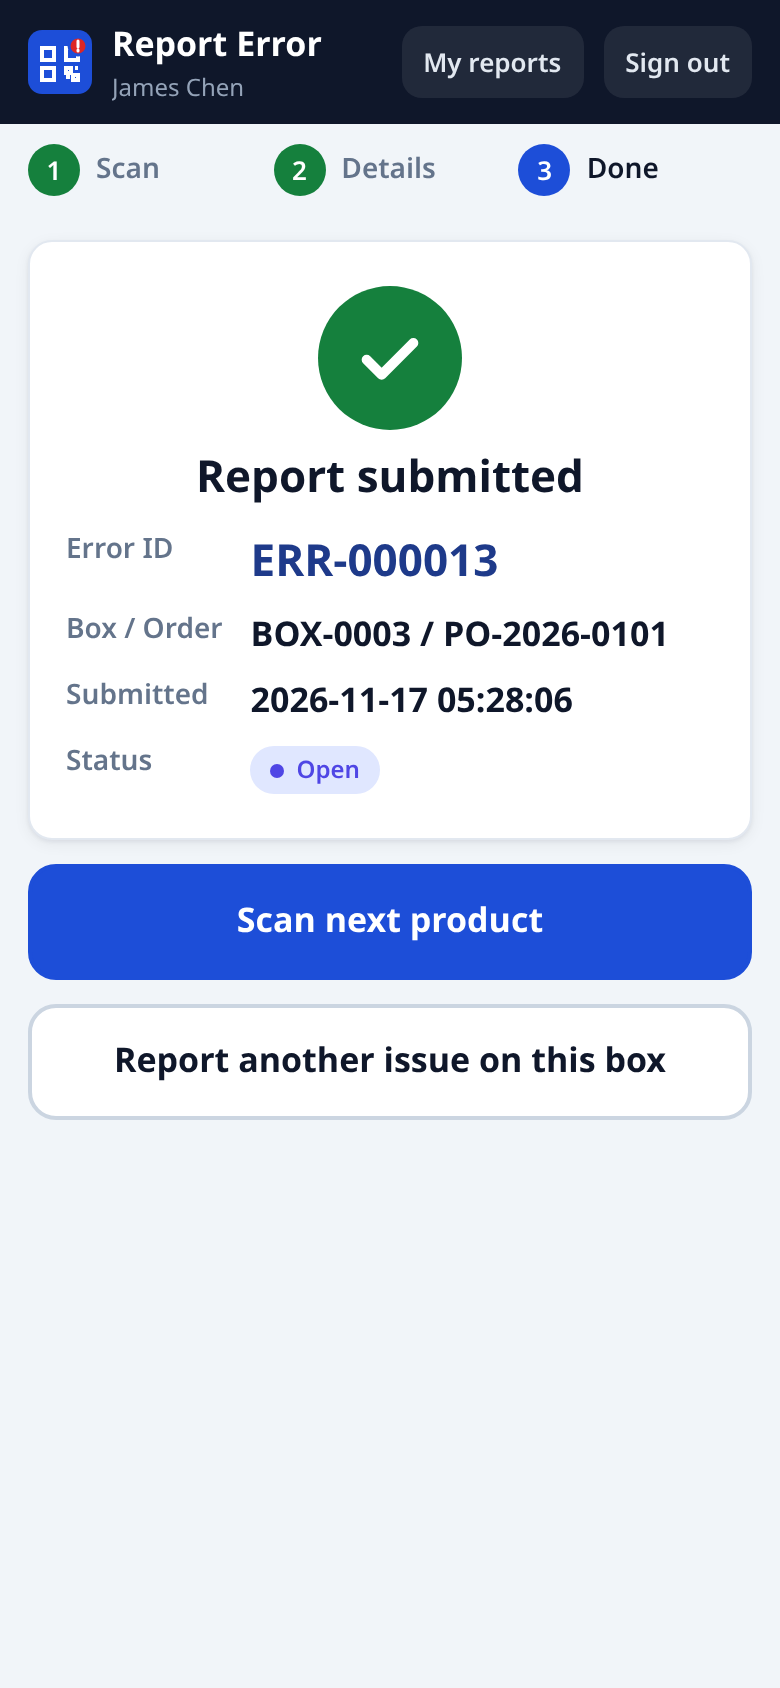 Report Error
James Chen
My reports
Sign out
1 Scan
2 Details
3 Done
Report submitted
Error ID ERR-000013
Box / Order BOX-0003 / PO-2026-0101
Submitted 2026-11-17 05:28:06
Status Open
Scan next product
Report another issue on this box